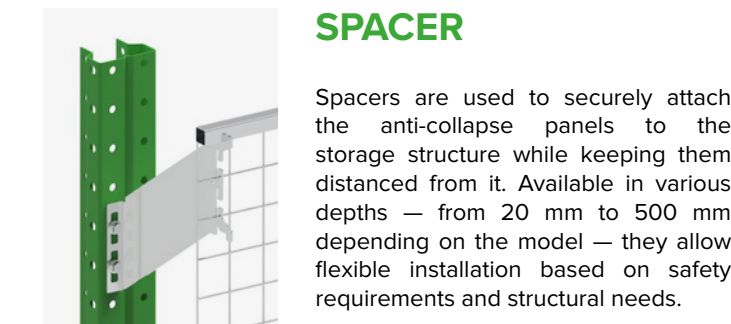 SPACER
Spacers are used to securely attach
the anti-collapse panels to the
storage structure while keeping them
distanced from it. Available in various
depths — from 20 mm to 500 mm
depending on the model — they allow
flexible installation based on safety
requirements and structural needs.